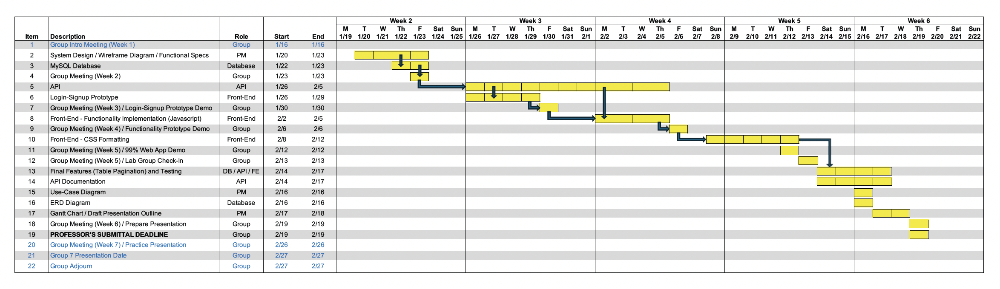 Week 2 Week 3 Week 4 Week 5 Week 6
M T W Th F Sat Sun M T W Th F Sat Sun M T W Th F Sat Sun M T W Th F Sat Sun M T W Th F Sat Sun
Item Description Role Start End 1/19 1/20 1/21 1/22 1/23 1/24 1/25 1/26 1/27 1/28 1/29 1/30 1/31 2/1 2/2 2/3 2/4 2/5 2/6 2/7 2/8 2/9 2/10 2/11 2/12 2/13 2/14 2/15 2/16 2/17 2/18 2/19 2/20 2/21 2/22
1 Group Intro Meeting (Week 1) Group 1/16 1/16
2 System Design / Wireframe Diagram / Functional Specs PM 1/20 1/23
3 MySQL Database Database 1/22 1/23
4 Group Meeting (Week 2) Group 1/23 1/23
5 API API 1/26 2/5
6 Login-Signup Prototype Front-End 1/26 1/29
7 Group Meeting (Week 3) / Login-Signup Prototype Demo Group 1/30 1/30
8 Front-End - Functionality Implementation (Javascript) Front-End 2/2 2/5
9 Group Meeting (Week 4) / Functionality Prototype Demo Group 2/6 2/6
10 Front-End - CSS Formatting Front-End 2/8 2/12
11 Group Meeting (Week 5) / 99% Web App Demo Group 2/12 2/12
12 Group Meeting (Week 5) / Lab Group Check-In Group 2/13 2/13
13 Final Features (Table Pagination) and Testing DB / API / FE 2/14 2/17
14 API Documentation API 2/14 2/17
15 Use-Case Diagram PM 2/16 2/16
16 ERD Diagram Database 2/16 2/16
17 Gantt Chart / Draft Presentation Outline PM 2/17 2/18
18 Group Meeting (Week 6) / Prepare Presentation Group 2/19 2/19
19 PROFESSOR'S SUBMITTAL DEADLINE Group 2/19 2/19
20 Group Meeting (Week 7) / Practice Presentation Group 2/26 2/26
21 Group 7 Presentation Date Group 2/27 2/27
22 Group Adjourn Group 2/27 2/27